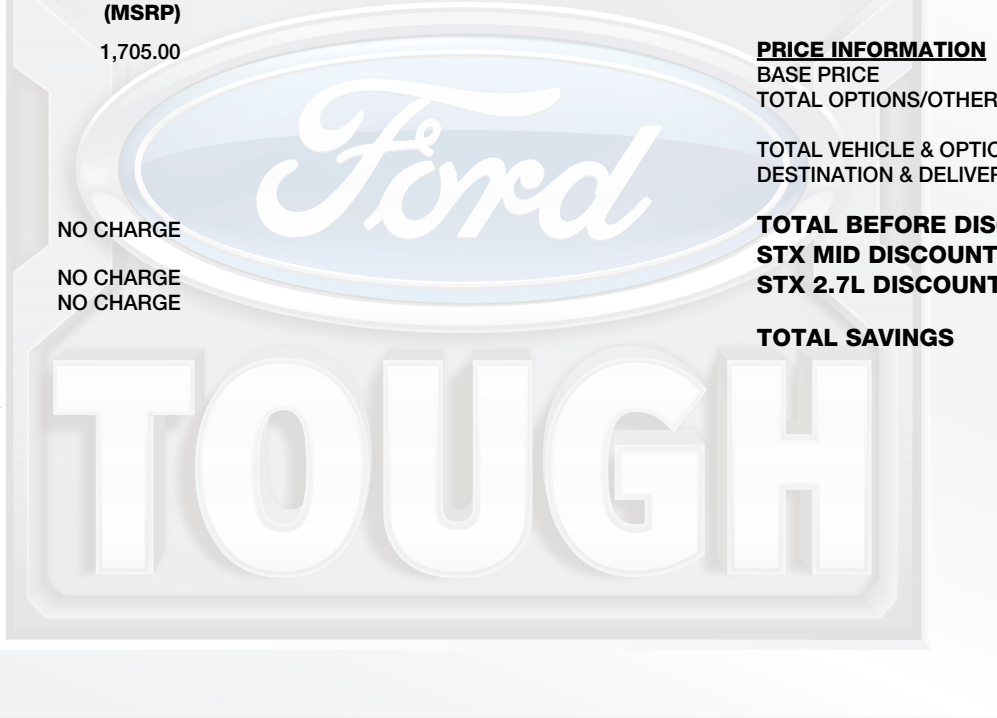 (MSRP)
1,705.00
NO CHARGE
NO CHARGE
NO CHARGE
PRICE INFORMATION
BASE PRICE
TOTAL OPTIONS/OTHER
TOTAL VEHICLE & OPTIO
DESTINATION & DELIVER
TOTAL BEFORE DIS
STX MID DISCOUNT
STX 2.7L DISCOUNT
TOTAL SAVINGS
Ford
TOUGH